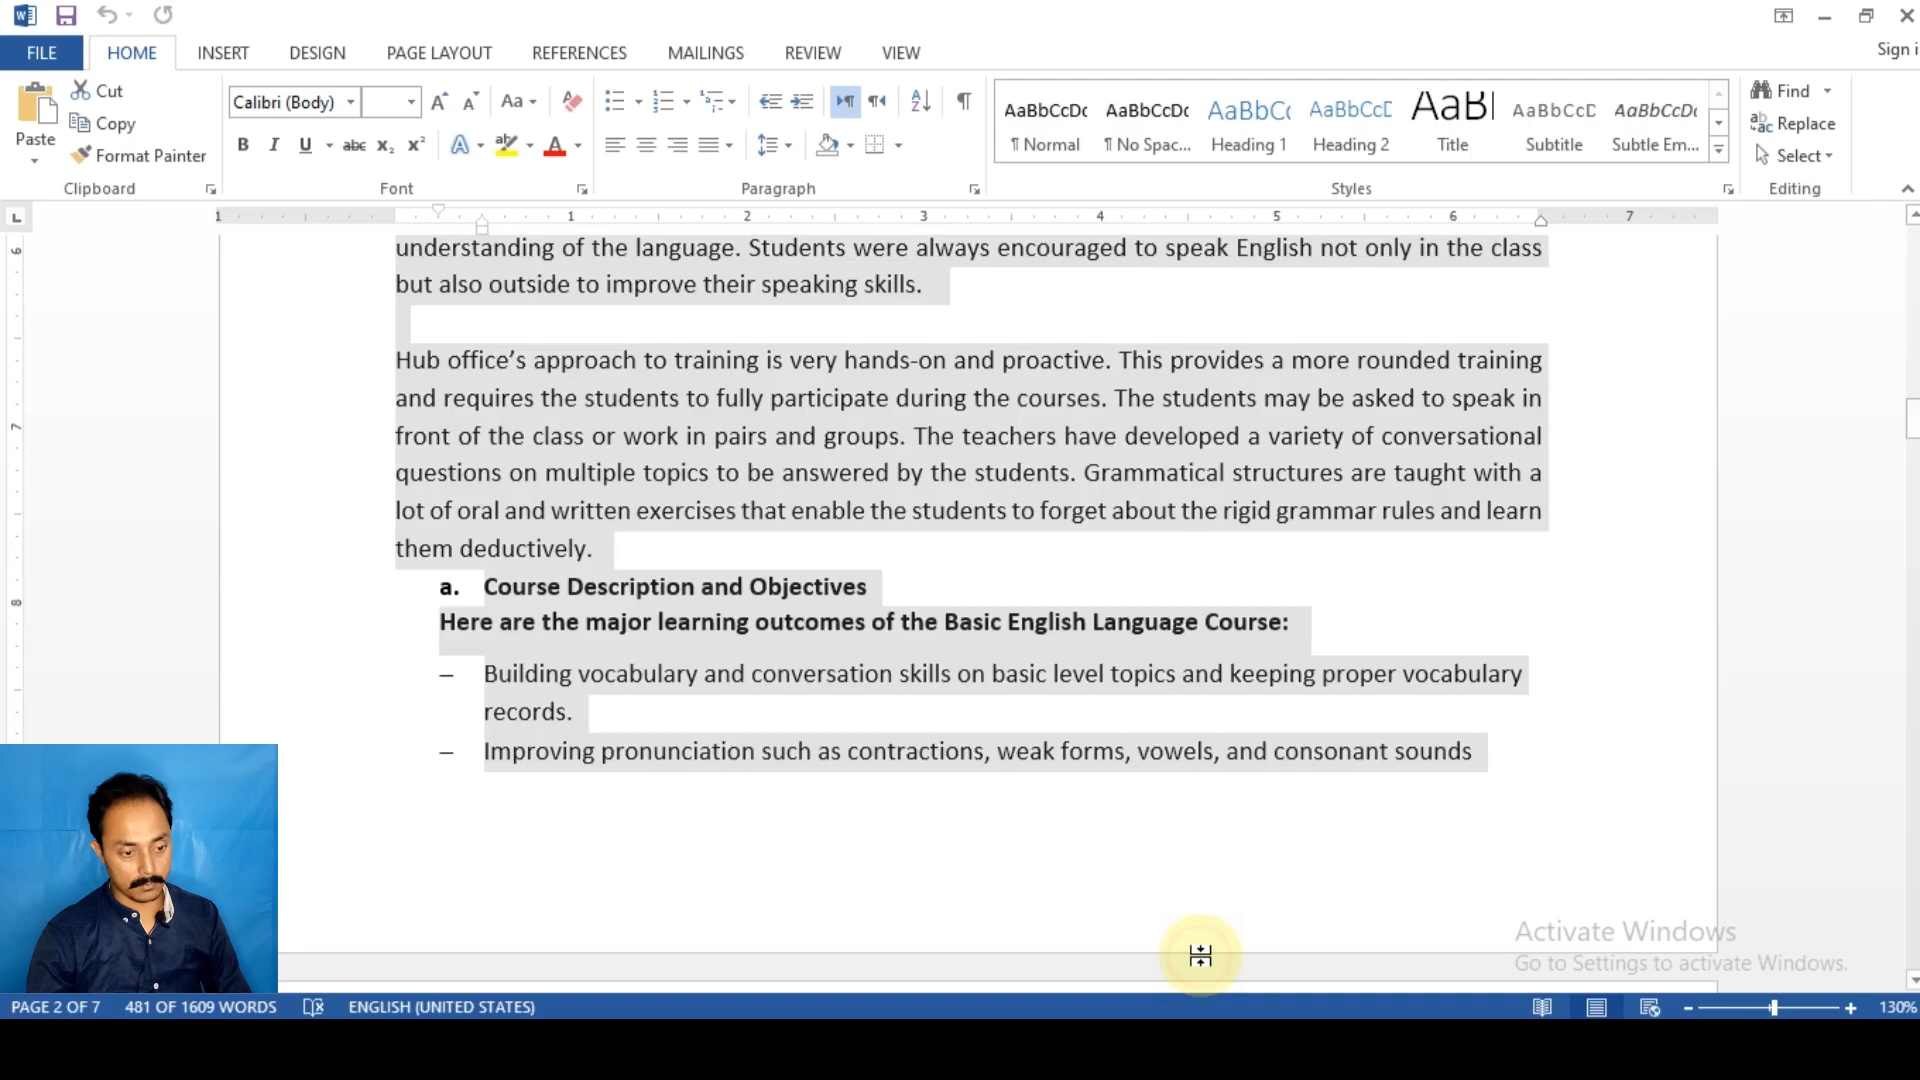 FILE
HOME
INSERT
DESIGN
PAGE LAYOUT
REFERENCES
MAILINGS
REVIEW
VIEW
Sign i
Paste
Cut
Copy
Format Painter
Clipboard
Calibri (Body)
Aa
B I U abc X₂ X² A ab A
Font
Paragraph
AaBbCcDc AaBbCcDc AaBbC AaBbCcD AaB AaBbCcD AaBbCcDc
¶ Normal ¶ No Spac... Heading 1 Heading 2 Title Subtitle Subtle Em...
Styles
Find
Replace
Select
Editing
1 1 2 3 4 5 6 7
6
7
8
understanding of the language. Students were always encouraged to speak English not only in the class
but also outside to improve their speaking skills.
Hub office’s approach to training is very hands-on and proactive. This provides a more rounded training
and requires the students to fully participate during the courses. The students may be asked to speak in
front of the class or work in pairs and groups. The teachers have developed a variety of conversational
questions on multiple topics to be answered by the students. Grammatical structures are taught with a
lot of oral and written exercises that enable the students to forget about the rigid grammar rules and learn
them deductively.
a. Course Description and Objectives
Here are the major learning outcomes of the Basic English Language Course:
– Building vocabulary and conversation skills on basic level topics and keeping proper vocabulary
records.
– Improving pronunciation such as contractions, weak forms, vowels, and consonant sounds
Activate Windows
Go to Settings to activate Windows.
PAGE 2 OF 7 481 OF 1609 WORDS ENGLISH (UNITED STATES) 130%